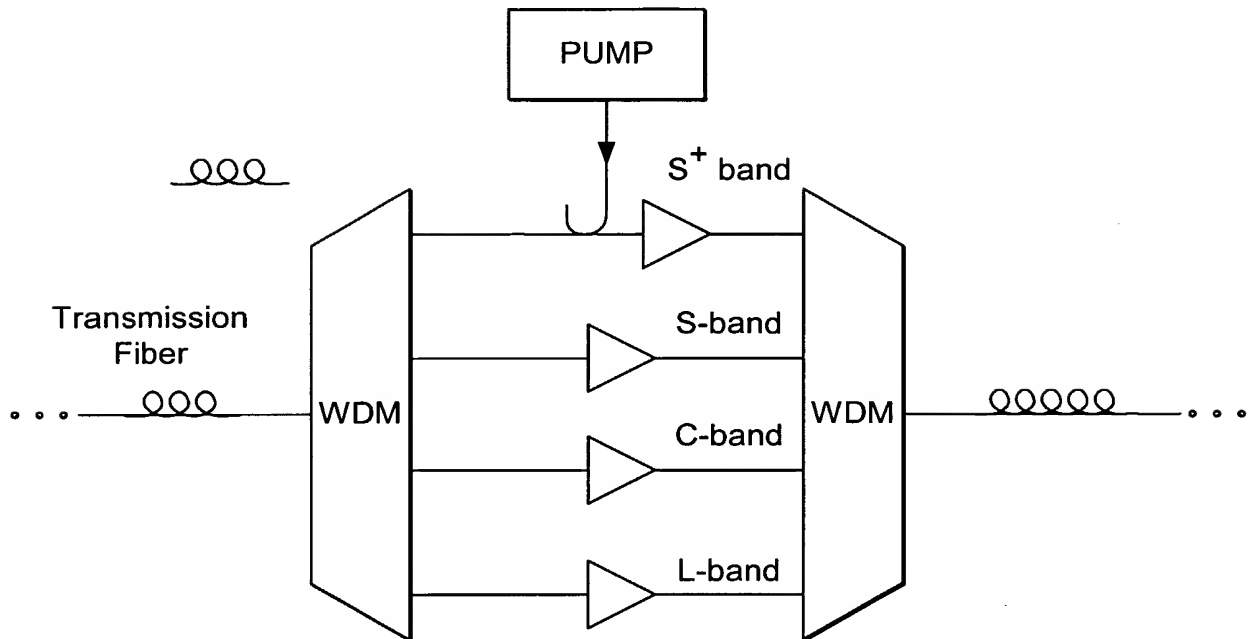 PUMP
S⁺ band
Transmission
Fiber
S-band
WDM
WDM
C-band
L-band